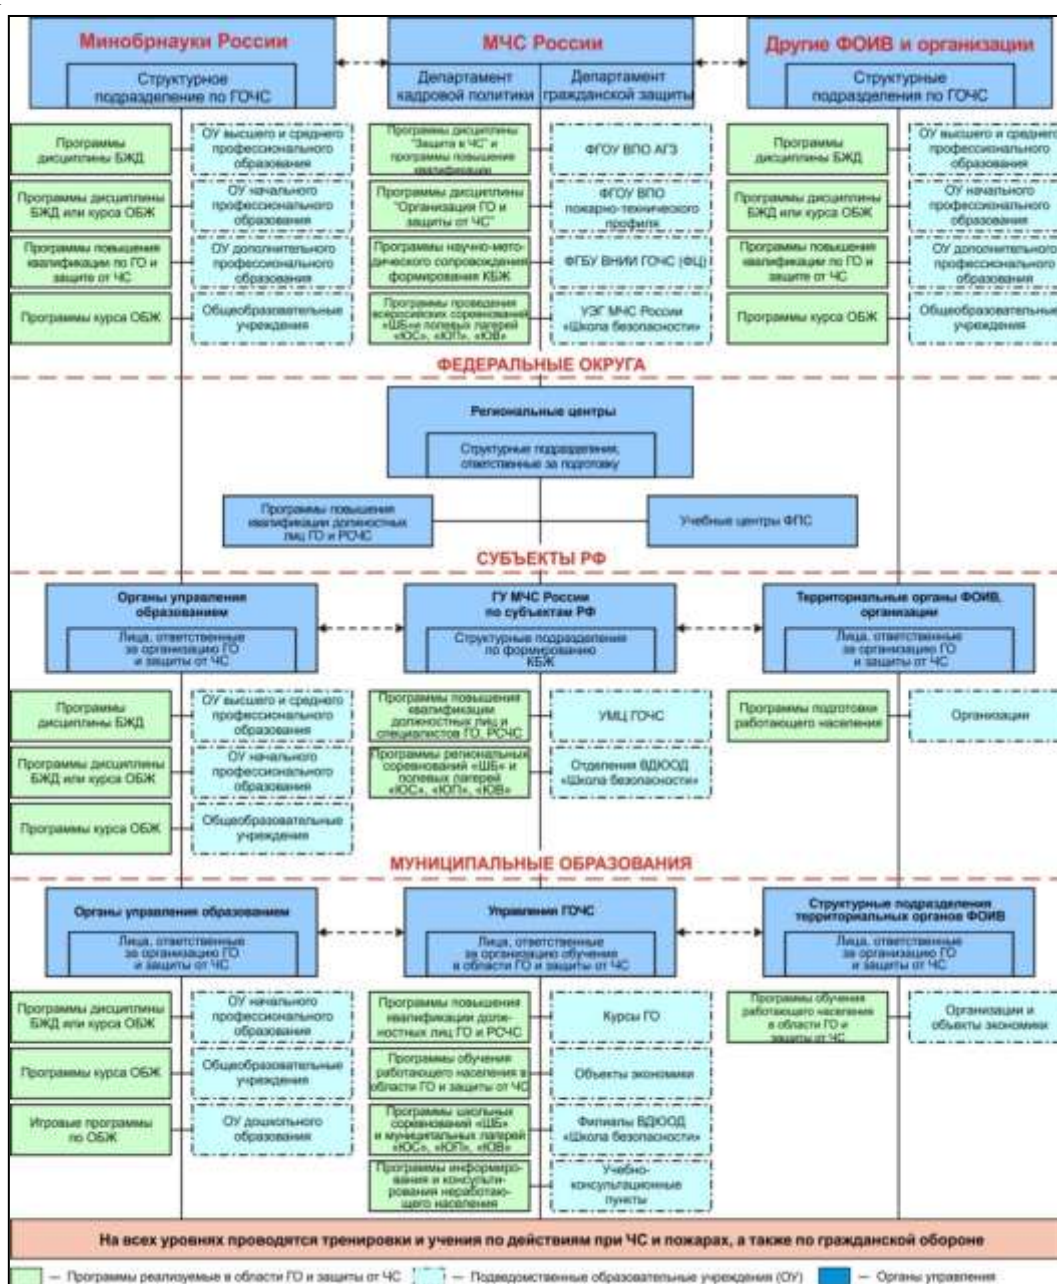 Минобрнауки России
Структурное
подразделение по ГОЧС
МЧС России
Департамент
кадровой политики
Департамент
гражданской защиты
Другие ФОИВ и организации
Структурные
подразделения по ГОЧС
Программы
дисциплины БЖД
ОУ высшего и среднего
профессионального
образования
Программы дисциплины
БЖД или курса ОБЖ
ОУ начального
профессионального
образования
Программы повышения
квалификации по ГО и
защите от ЧС
ОУ дополнительного
профессионального
образования
Программы курса ОБЖ
Общеобразовательные
учреждения
Программы дисциплины
"Защита в ЧС" и
программы повышения
квалификации
ФГОУ ВПО АГЗ
Программы дисциплины
"Организация ГО и
защиты от ЧС"
ФГОУ ВПО
пожарно-технического
профиля
Программы научно-мето-
дического сопровождения
формирования КБЖ
ФГБУ ВНИИ ГОЧС (ФЦ)
Программы проведения
всероссийских соревнований
«ШБ»и полевых лагерей
«ЮС», «ЮП», «ЮВ»
УЭГ МЧС России
«Школа безопасности»
Программы
дисциплины БЖД
ОУ высшего и среднего
профессионального
образования
Программы дисциплины
БЖД или курса ОБЖ
ОУ начального
профессионального
образования
Программы повышения
квалификации по ГО и
защите от ЧС
ОУ дополнительного
профессионального
образования
Программы курса ОБЖ
Общеобразовательные
учреждения
ФЕДЕРАЛЬНЫЕ ОКРУГА
Региональные центры
Структурные подразделения,
ответственные за подготовку
Программы повышения
квалификации должностных
лиц ГО и РСЧС
Учебные центры ФПС
СУБЪЕКТЫ РФ
Органы управления
образованием
Лица, ответственные
за организацию ГО
и защиты от ЧС
ГУ МЧС России
по субъектам РФ
Структурные подразделения
по формированию
КБЖ
Территориальные органы ФОИВ,
организации
Лица, ответственные
за организацию ГО
и защиты от ЧС
Программы
дисциплины БЖД
ОУ высшего и среднего
профессионального
образования
Программы дисциплины
БЖД или курса ОБЖ
ОУ начального
профессионального
образования
Программы курса ОБЖ
Общеобразовательные
учреждения
Программы повышения
квалификации
должностных лиц и
специалистов ГО, РСЧС
УМЦ ГОЧС
Программы региональных
соревнований «ШБ» и
полевых лагерей
«ЮС», «ЮП», «ЮВ»
Отделения ВДЮОД
«Школа безопасности»
Программы подготовки
работающего населения
Организации
МУНИЦИПАЛЬНЫЕ ОБРАЗОВАНИЯ
Органы управления образованием
Лица, ответственные
за организацию ГО
и защиты от ЧС
Управления ГОЧС
Лица, ответственные
за организацию обучения
в области ГО и защиты от ЧС
Структурные подразделения
территориальных органов ФОИВ
Лица, ответственные
за организацию ГО
и защиты от ЧС
Программы дисциплины
БЖД или курса ОБЖ
ОУ начального
профессионального
образования
Программы курса ОБЖ
Общеобразовательные
учреждения
Игровые программы
по ОБЖ
ОУ дошкольного
образования
Программы повышения
квалификации долж-
ностных лиц ГО и РСЧС
Курсы ГО
Программы обучения
работающего населения в
области ГО и защиты от ЧС
Объекты экономики
Программы школьных
соревнований «ШБ»
и муниципальных лагерей
«ЮС», «ЮП», «ЮВ»
Филиалы ВДЮОД
«Школа безопасности»
Программы информиро-
вания и консульти-
рования неработаю-
щего населения
Учебно-
консультационные
пункты
Программы обучения
работающего населения
в области ГО и
защиты от ЧС
Организации и
объекты экономики
На всех уровнях проводятся тренировки и учения по действиям при ЧС и пожарах, а также по гражданской обороне
— Программы реализуемые в области ГО и защиты от ЧС
— Подведомственные образовательные учреждения (ОУ)
— Органы управления